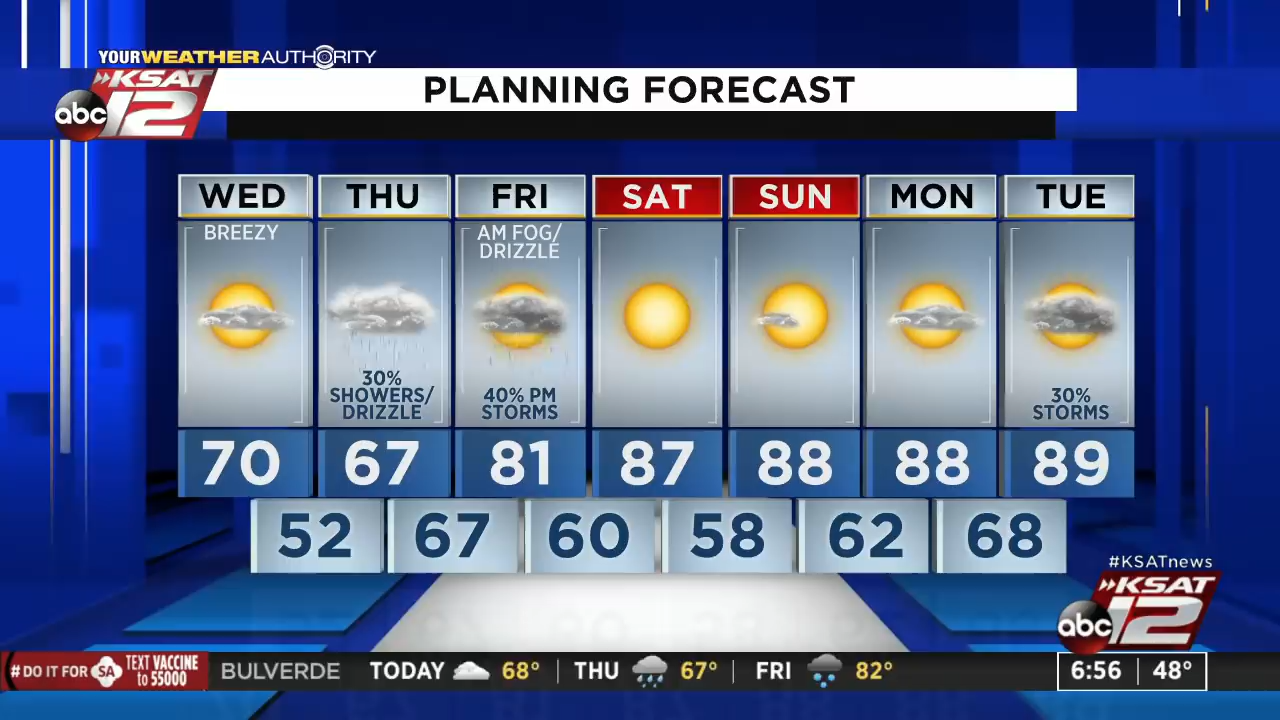 YOURWEATHERAUTHORITY
KSAT
abc 12
PLANNING FORECAST
WED THU FRI SAT SUN MON TUE
BREEZY
AM FOG/
DRIZZLE
30%
SHOWERS/
DRIZZLE
40% PM
STORMS
30%
STORMS
70 67 81 87 88 88 89
52 67 60 58 62 68
#KSATnews
KSAT
abc 12
#DO IT FOR SA TEXT VACCINE
to 55000
BULVERDE TODAY 68° THU 67° FRI 82°
6:56 48°